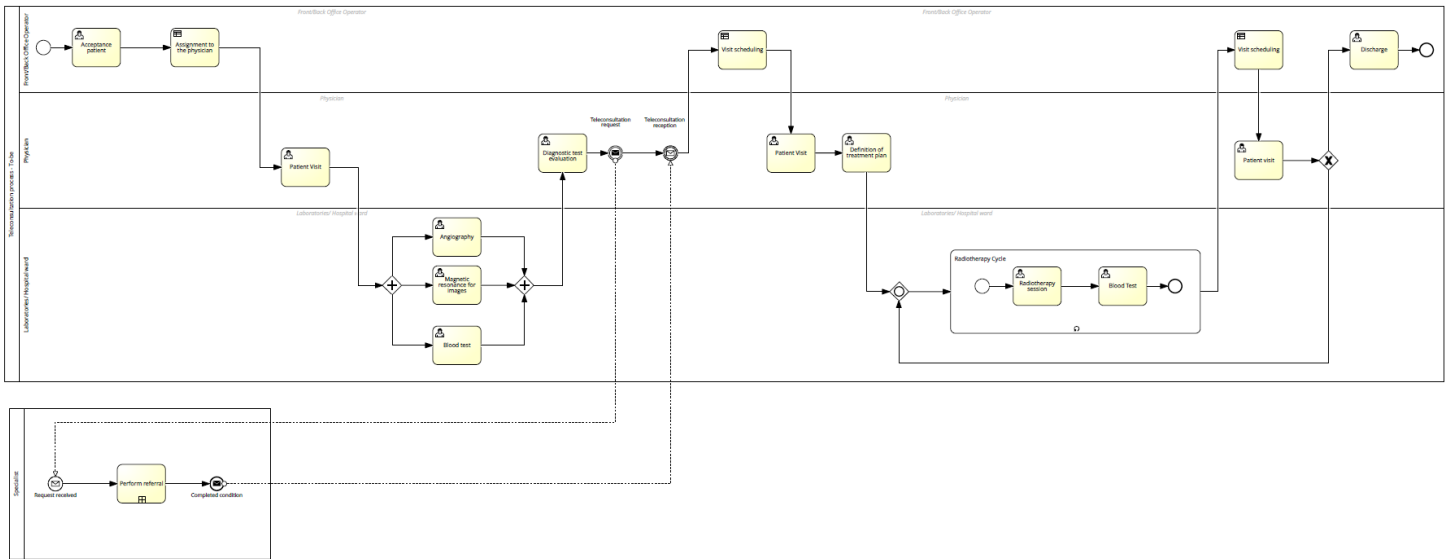 Front/Back Office Operator
Front/Back Office Operator
Teleconsultation process - To-be
Front/Back Office Operator
Acceptance
patient
Assignment to
the physician
Visit scheduling
Visit scheduling
Discharge
Physician
Physician
Physician
Patient Visit
Diagnostic test
evaluation
Teleconsultation
request
Teleconsultation
reception
Patient Visit
Definition of
treatment plan
Patient visit
Laboratories/ Hospital ward
Laboratories/ Hospital ward
Laboratories/ Hospital ward
Angiography
Magnetic
resonance for
images
Blood test
Radiotherapy Cycle
Radiotherapy
session
Blood Test
Specialist
Request received
Perform referral
Completed condition